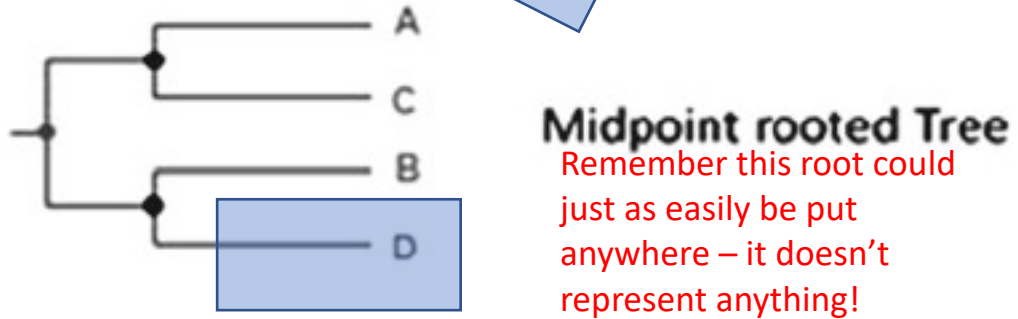 A
C
B
D
Midpoint rooted Tree
Remember this root could
just as easily be put
anywhere – it doesn't
represent anything!